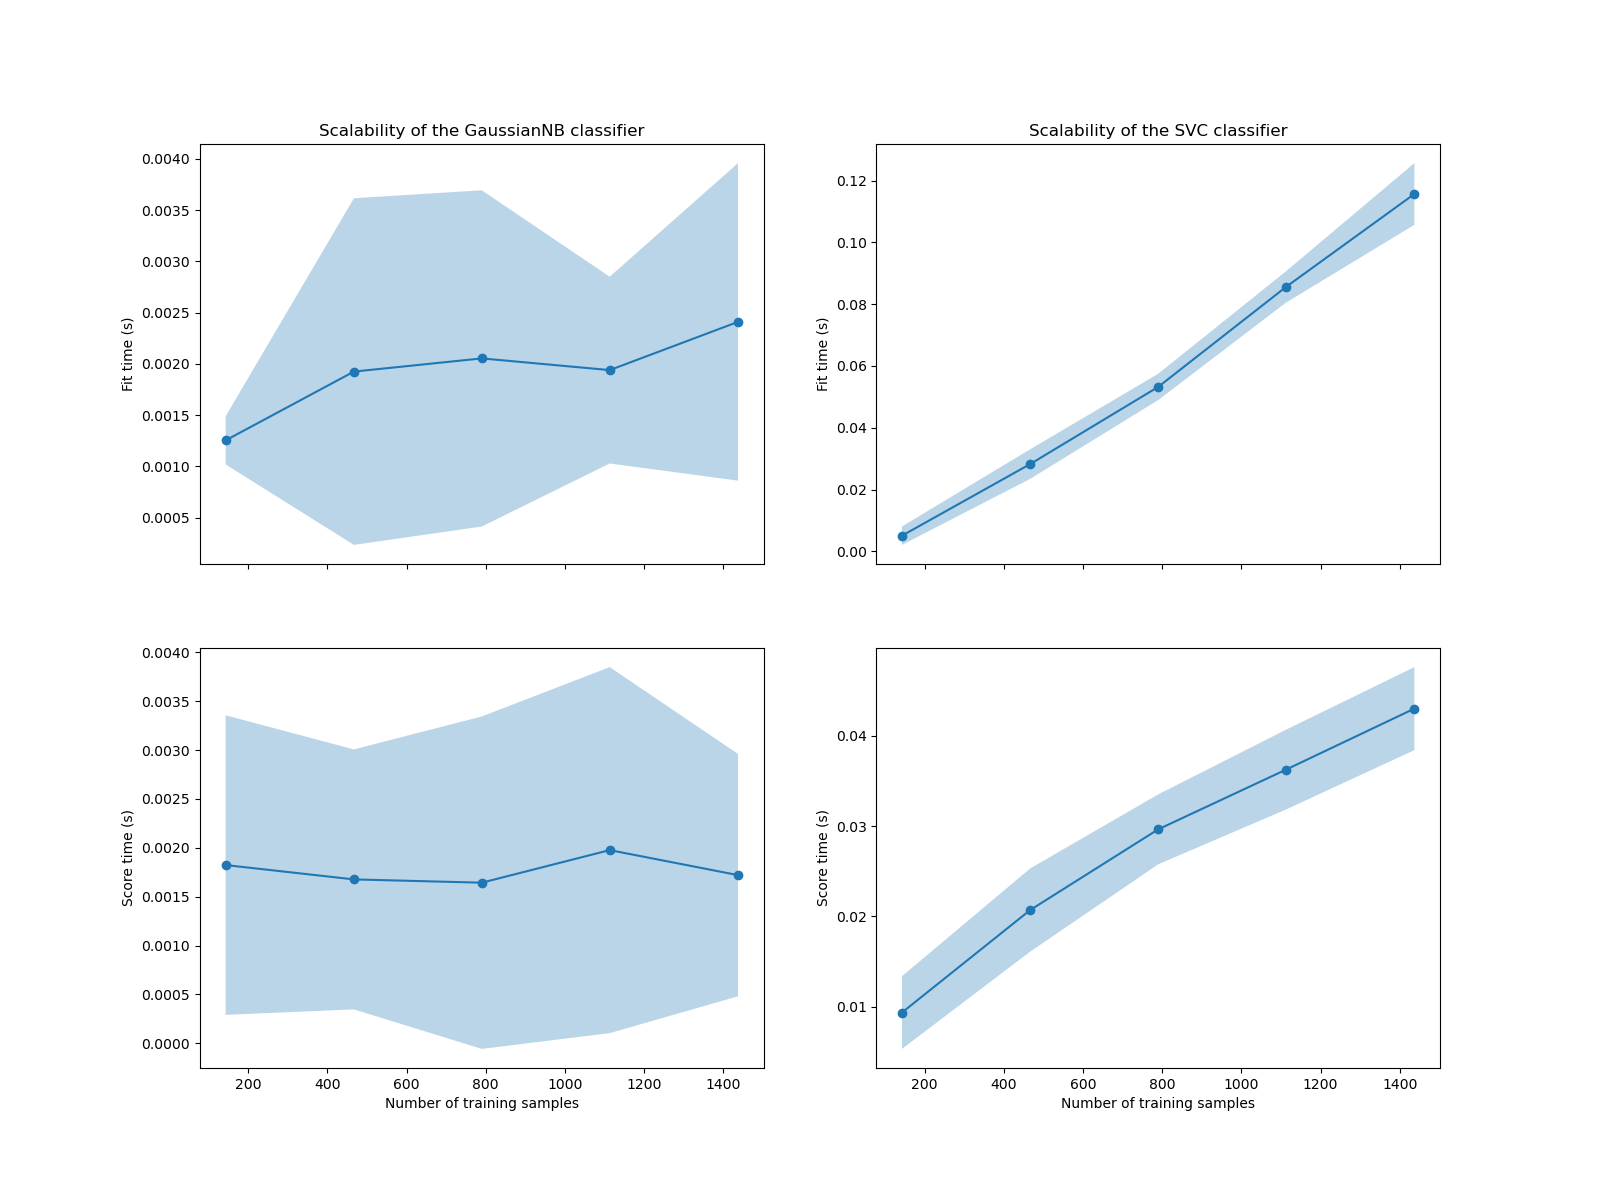 Scalability of the GaussianNB classifier
0.0040
0.0035
0.0030
0.0025
0.0020
0.0015
0.0010
0.0005
Fit time (s)
Scalability of the SVC classifier
0.12
0.10
0.08
0.06
0.04
0.02
0.00
Fit time (s)
0.0040
0.0035
0.0030
0.0025
0.0020
0.0015
0.0010
0.0005
0.0000
Score time (s)
200 400 600 800 1000 1200 1400
Number of training samples
0.04
0.03
0.02
0.01
Score time (s)
200 400 600 800 1000 1200 1400
Number of training samples